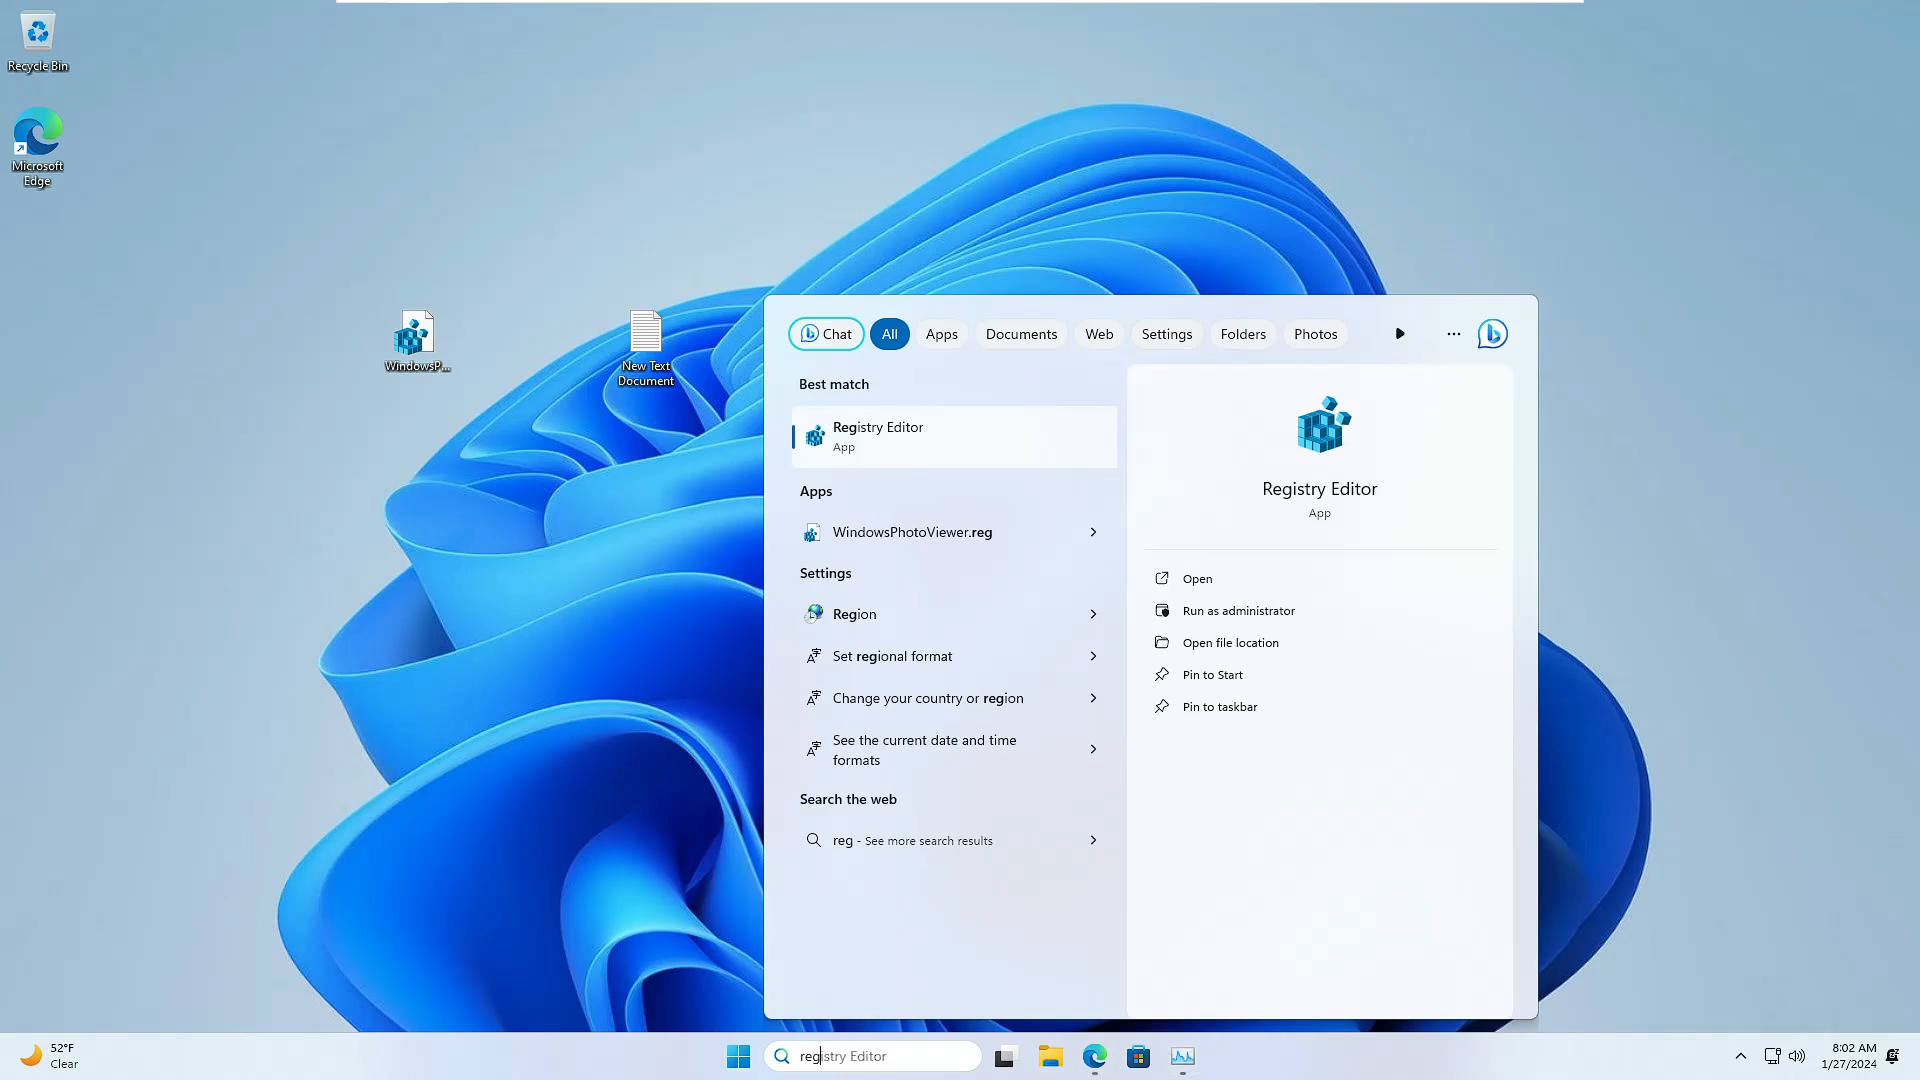 Recycle Bin
Microsoft
Edge
WindowsP...
New Text
Document
Chat
All
Apps
Documents
Web
Settings
Folders
Photos
Best match
Registry Editor
App
Apps
WindowsPhotoViewer.reg
Settings
Region
Set regional format
Change your country or region
See the current date and time
formats
Search the web
reg - See more search results
Registry Editor
App
Open
Run as administrator
Open file location
Pin to Start
Pin to taskbar
52°F
Clear
registry Editor
8:02 AM
1/27/2024